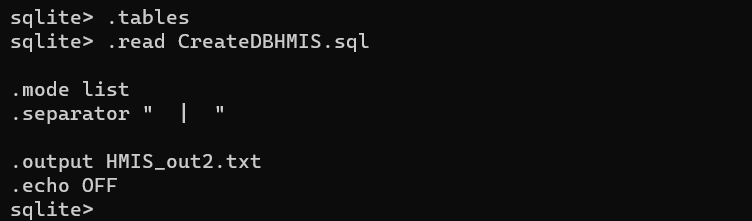 sqlite> .tables
sqlite> .read CreateDBHMIS.sql
.mode list
.separator "  |  "
.output HMIS_out2.txt
.echo OFF
sqlite>